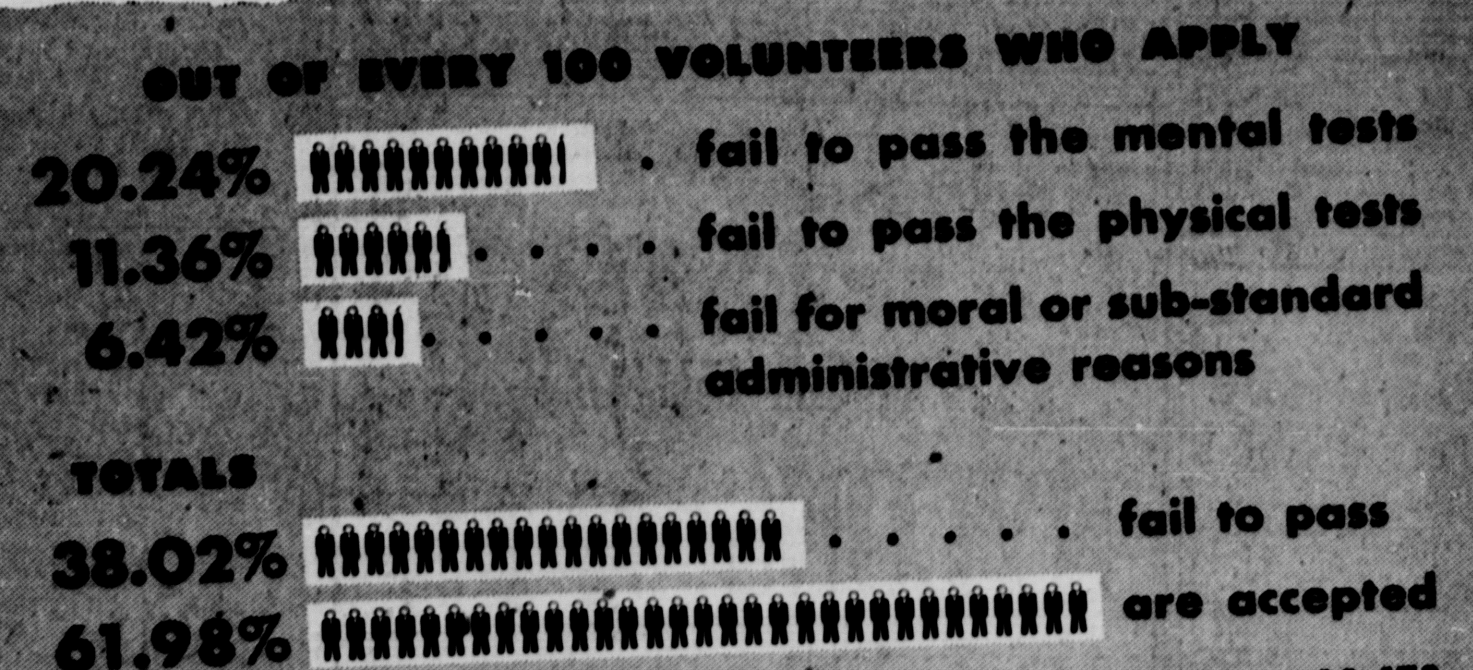 OUT OF EVERY 100 VOLUNTEERS WHO APPLY
20.24% . fail to pass the mental tests
11.36% . . . . fail to pass the physical tests
6.42% . . . . . fail for moral or sub-standard
administrative reasons
TOTALS
38.02% . . . . . fail to pass
61.98% are accepted